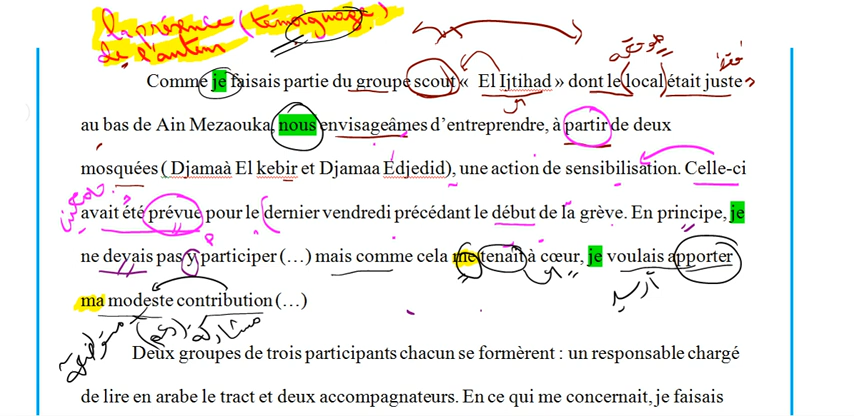 la présence (témoignage)
de l'auteur
Comme je faisais partie du groupe scout « El Ijtihad » dont le (local) était juste
au bas de Ain Mezaouka, nous envisageâmes d'entreprendre, à partir de deux
mosquées ( Djamaà El kebir et Djamaa Edjedid), une action de sensibilisation. Celle-ci
avait été prévue pour le dernier vendredi précédant le début de la grève. En principe, je
ne devais pas y participer (…) mais comme cela me tenait à cœur, je voulais apporter
أريد
ma modeste contribution (…)
متواضعة
Deux groupes de trois participants chacun se formèrent : un responsable chargé
de lire en arabe le tract et deux accompagnateurs. En ce qui me concernait, je faisais